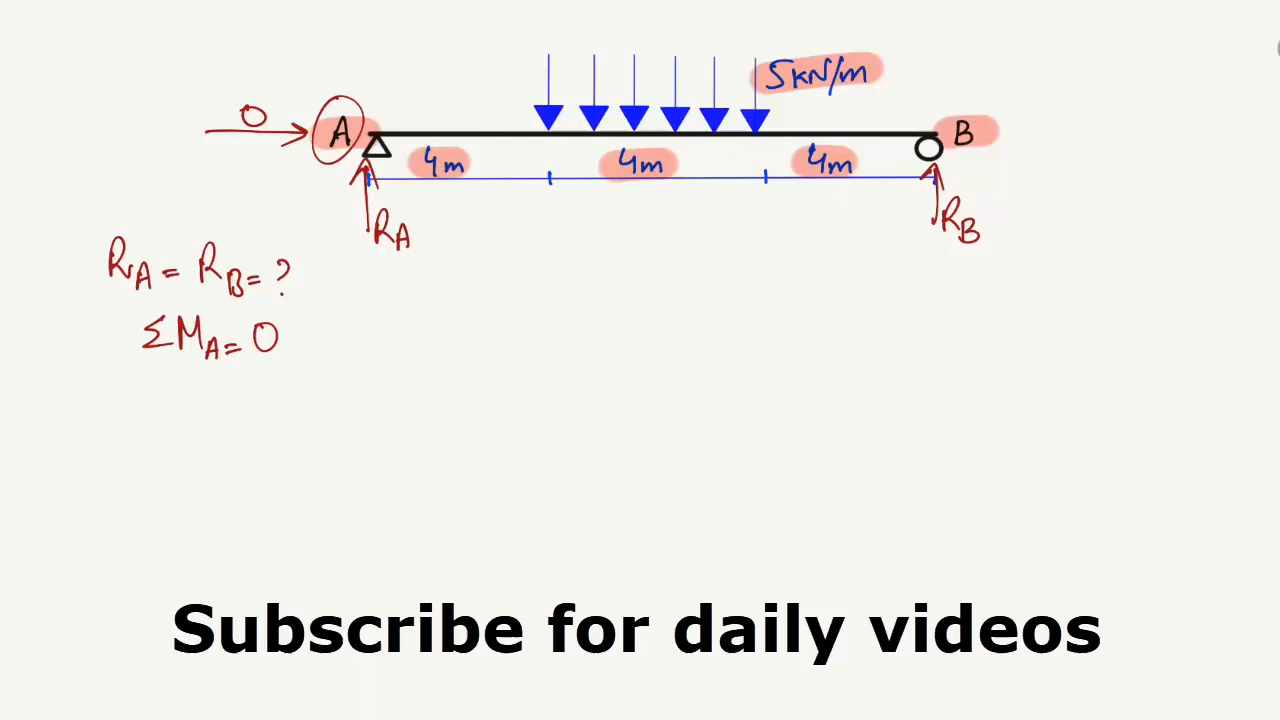 5kN/m
0
A
B
4m
4m
4m
RA
RB
RA = RB = ?
ΣMA = 0
Subscribe for daily videos